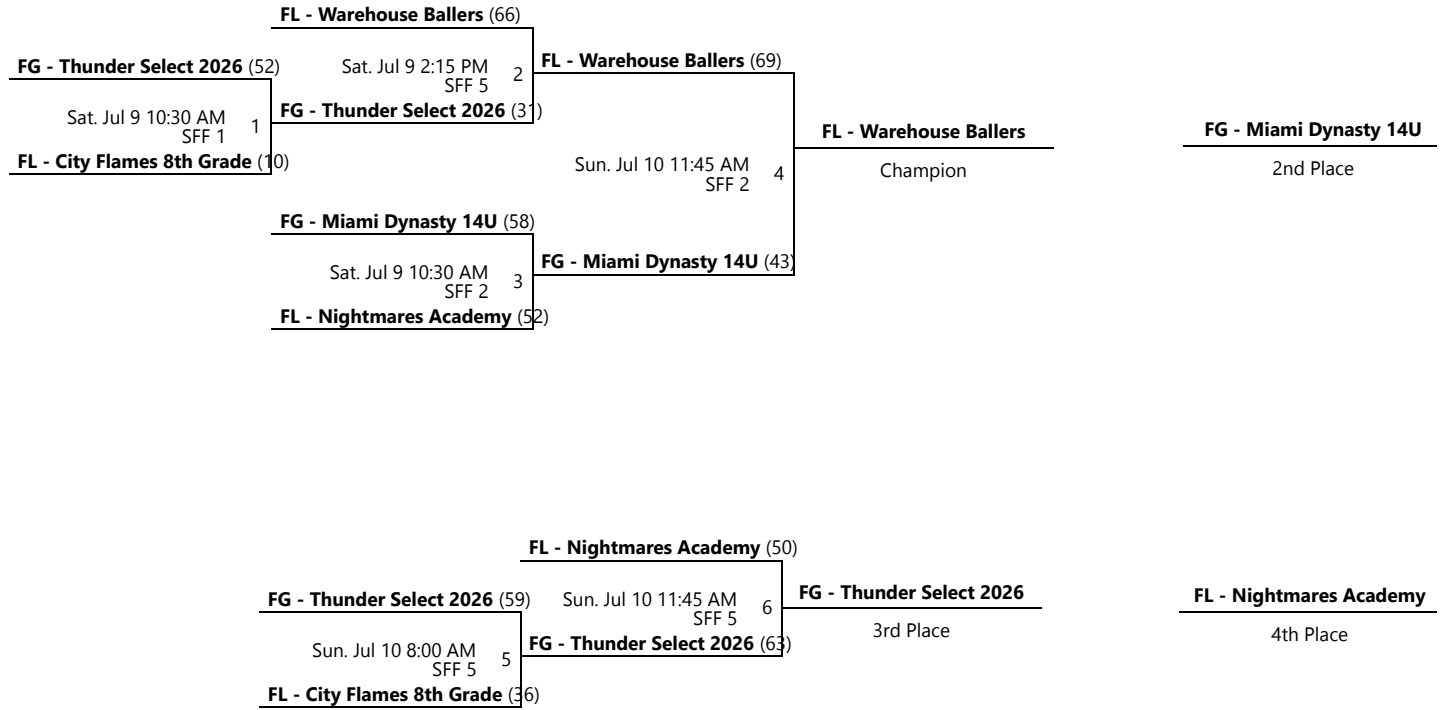 FL - Warehouse Ballers (66)
FG - Thunder Select 2026 (52)
Sat. Jul 9 2:15 PM
SFF 5
2
FL - Warehouse Ballers (69)
Sat. Jul 9 10:30 AM
SFF 1
1
FG - Thunder Select 2026 (31)
FL - City Flames 8th Grade (10)
FL - Warehouse Ballers
Champion
FG - Miami Dynasty 14U
2nd Place
Sun. Jul 10 11:45 AM
SFF 2
4
FG - Miami Dynasty 14U (58)
Sat. Jul 9 10:30 AM
SFF 2
3
FG - Miami Dynasty 14U (43)
FL - Nightmares Academy (52)
FL - Nightmares Academy (50)
FG - Thunder Select 2026 (59)
Sun. Jul 10 11:45 AM
SFF 5
6
FG - Thunder Select 2026
3rd Place
FL - Nightmares Academy
4th Place
Sun. Jul 10 8:00 AM
SFF 5
5
FG - Thunder Select 2026 (63)
FL - City Flames 8th Grade (36)